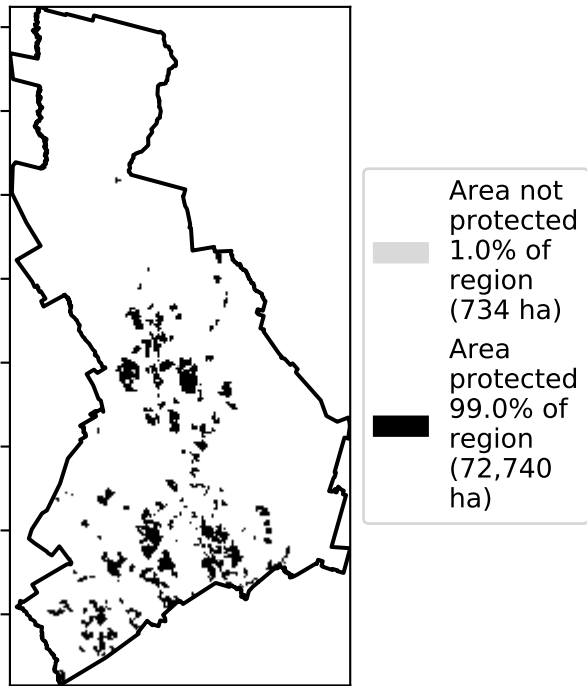 Area not
protected
1.0% of
region
(734 ha)
Area
protected
99.0% of
region
(72,740
ha)